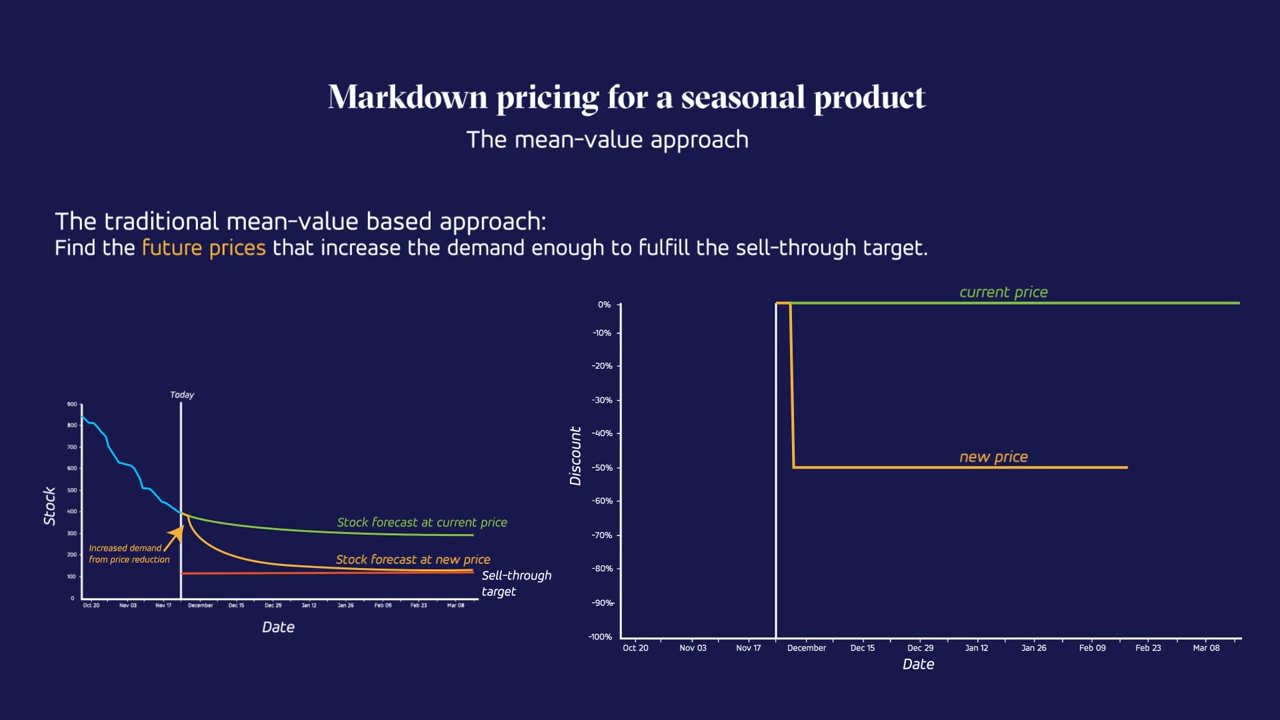 Markdown pricing for a seasonal product
The mean-value approach
The traditional mean-value based approach:
Find the future prices that increase the demand enough to fulfill the sell-through target.
Today
900
800
700
600
500
400
300
200
100
0
Stock
Stock forecast at current price
Increased demand
from price reduction
Stock forecast at new price
Sell-through
target
Oct 20 Nov 03 Nov 17 December Dec 15 Dec 29 Jan 12 Jan 26 Feb 09 Feb 23 Mar 08
Date
current price
0%
-10%
-20%
-30%
-40%
-50%
-60%
-70%
-80%
-90%
-100%
Discount
new price
Oct 20 Nov 03 Nov 17 December Dec 15 Dec 29 Jan 12 Jan 26 Feb 09 Feb 23 Mar 08
Date